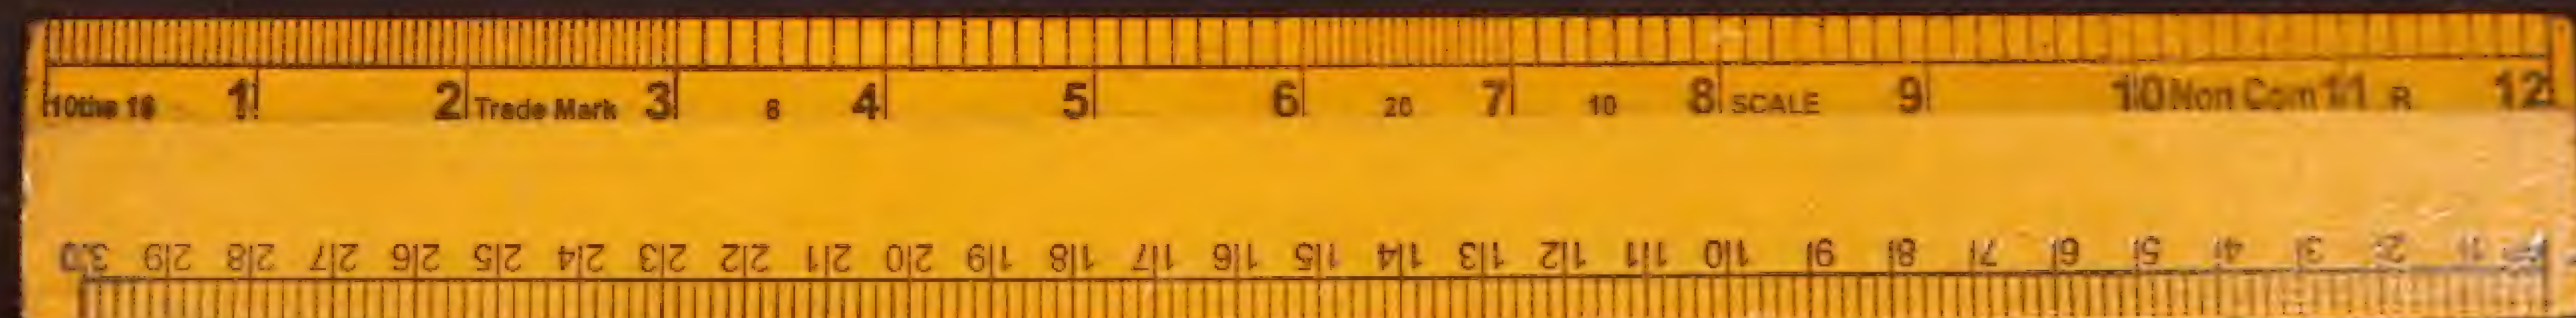 10ths 16 1 2 Trade Mark 3 8 4 5 6 20 7 10 8 SCALE 9 10 Non Com 11 R 12
30 29 28 27 26 25 24 23 22 21 20 19 18 17 16 15 14 13 12 11 10 9 8 7 6 5 4 3 2 1